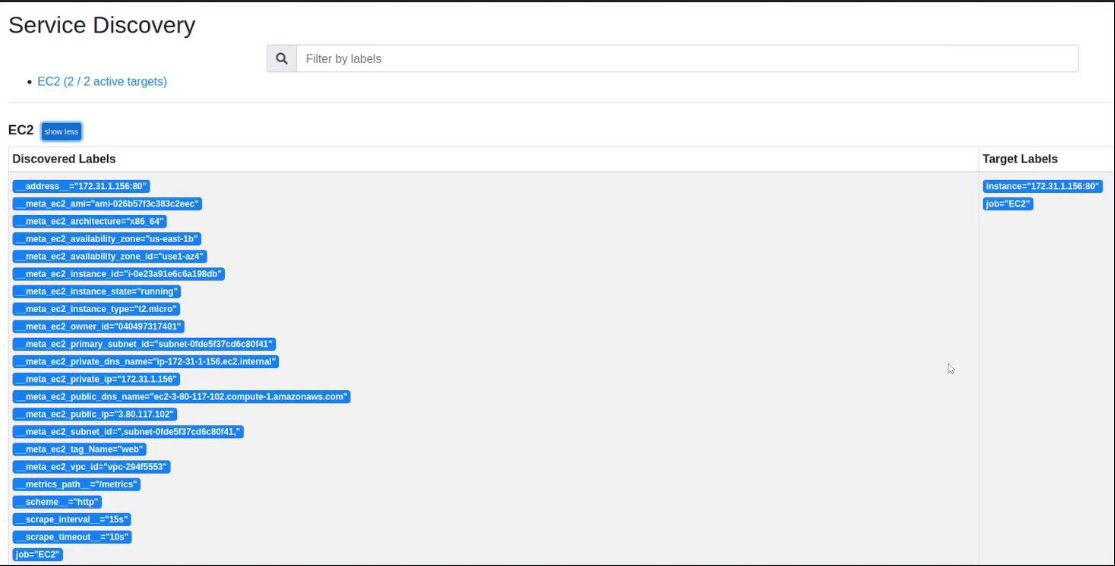 Service Discovery
Filter by labels
EC2 (2 / 2 active targets)
EC2 show less
Discovered Labels
Target Labels
__address__="172.31.1.156:80"
instance="172.31.1.156:80"
__meta_ec2_ami="ami-026b57f3c383c2eec"
job="EC2"
__meta_ec2_architecture="x86_64"
__meta_ec2_availability_zone="us-east-1b"
__meta_ec2_availability_zone_id="use1-az4"
__meta_ec2_instance_id="i-0e23a91e6c6a198db"
__meta_ec2_instance_state="running"
__meta_ec2_instance_type="t2.micro"
__meta_ec2_owner_id="040497317401"
__meta_ec2_primary_subnet_id="subnet-0fde5f37cd6c80f41"
__meta_ec2_private_dns_name="ip-172-31-1-156.ec2.internal"
__meta_ec2_private_ip="172.31.1.156"
__meta_ec2_public_dns_name="ec2-3-80-117-102.compute-1.amazonaws.com"
__meta_ec2_public_ip="3.80.117.102"
__meta_ec2_subnet_id=",subnet-0fde5f37cd6c80f41,"
__meta_ec2_tag_Name="web"
__meta_ec2_vpc_id="vpc-294f5553"
__metrics_path__="/metrics"
__scheme__="http"
__scrape_interval__="15s"
__scrape_timeout__="10s"
job="EC2"